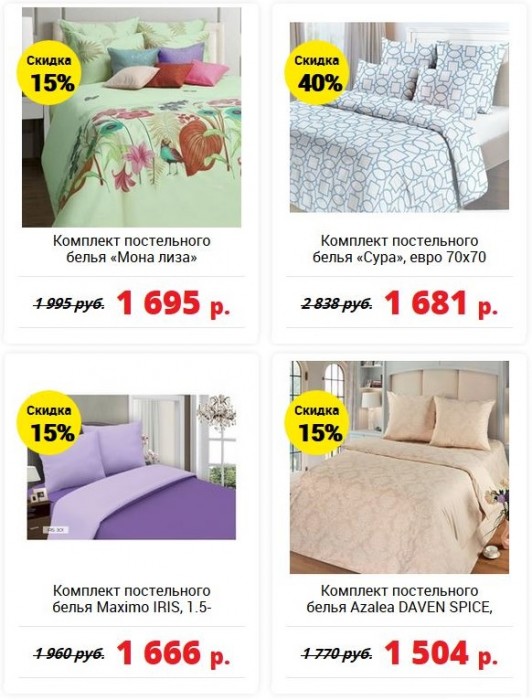 Скидка
15%
Комплект постельного
белья «Мона лиза»
1 995 руб. 1 695 р.
Скидка
40%
Комплект постельного
белья «Сура», евро 70х70
2 838 руб. 1 681 р.
Скидка
15%
Комплект постельного
белья Maximo IRIS, 1.5-
1 960 руб. 1 666 р.
Скидка
15%
Комплект постельного
белья Azalea DAVEN SPICE,
1 770 руб. 1 504 р.